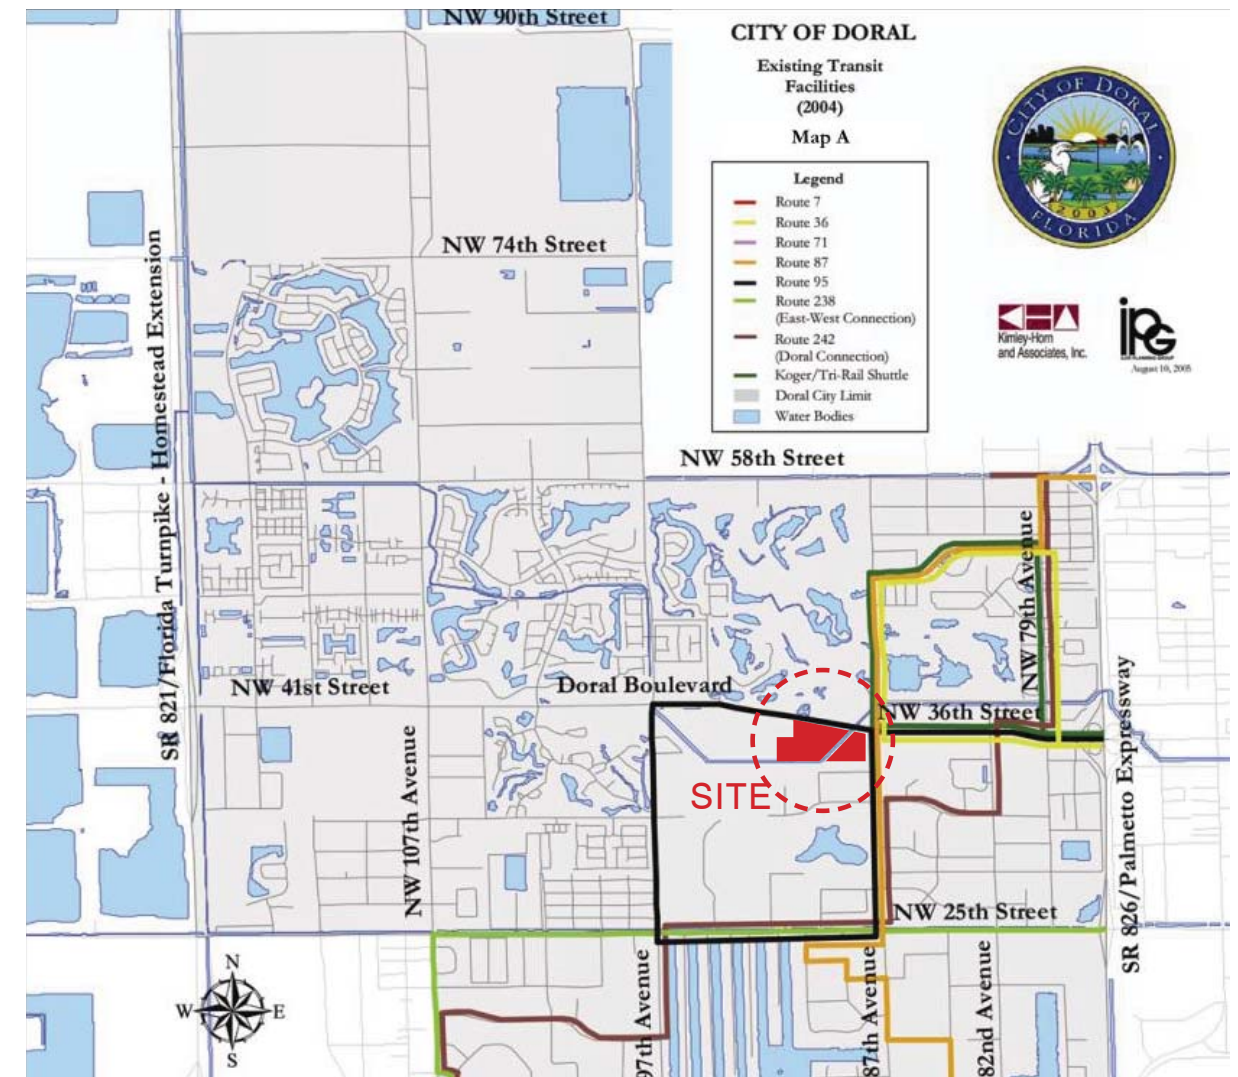 NW 90th Street
CITY OF DORAL
Existing Transit
Facilities
(2004)
Map A
Legend
Route 7
Route 36
Route 71
Route 87
Route 95
Route 238
(East-West Connection)
Route 242
(Doral Connection)
Koger/Tri-Rail Shuttle
Doral City Limit
Water Bodies
CITY OF DORAL
2003
FLORIDA
Kimley-Horn
and Associates, Inc.
August 10, 2005
NW 74th Street
SR 821/Florida Turnpike - Homestead Extension
NW 58th Street
NW 79th Avenue
NW 41st Street
Doral Boulevard
NW 36th Street
SITE
NW 107th Avenue
SR 826/Palmetto Expressway
NW 25th Street
97th Avenue
87th Avenue
82nd Avenue
N
W
E
S